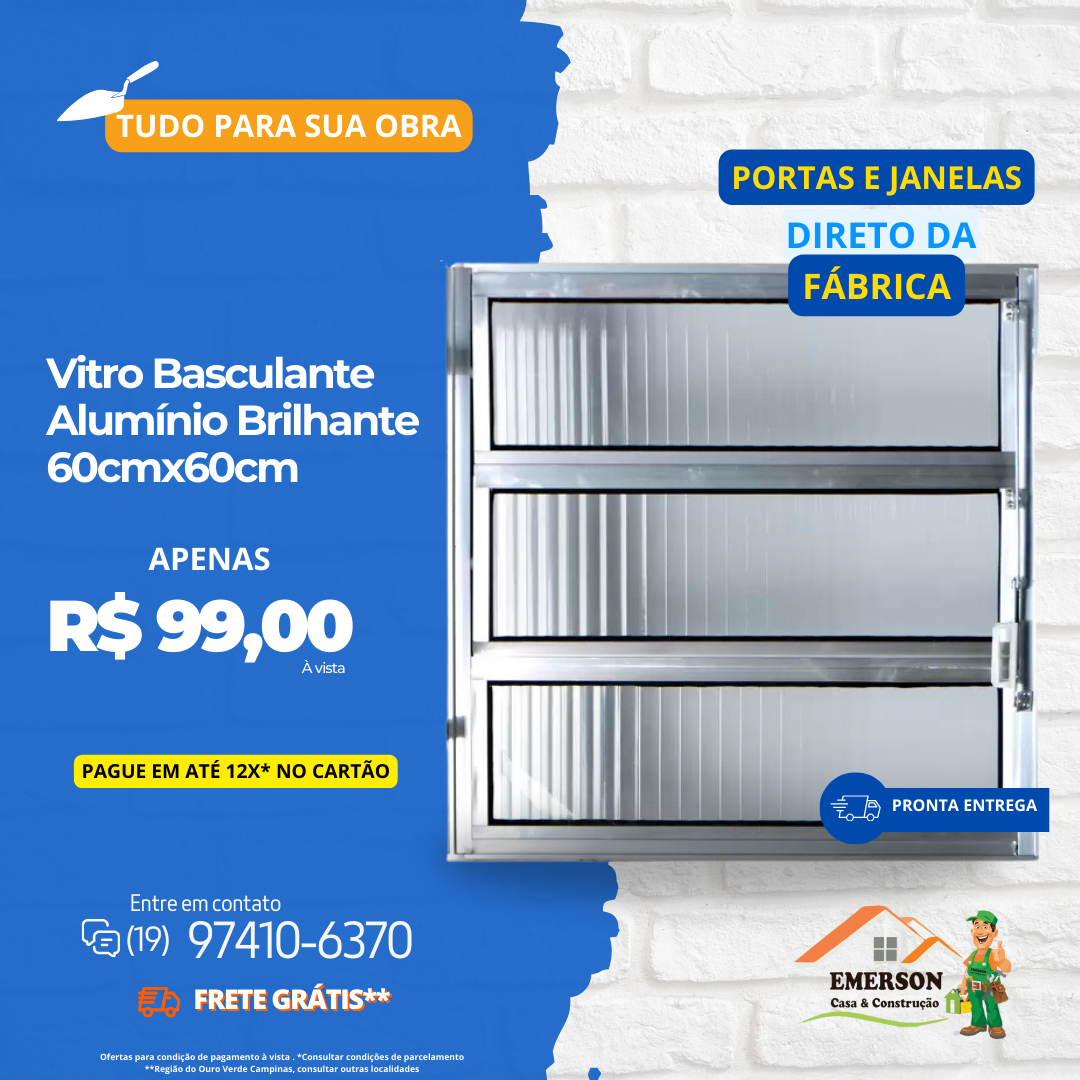 TUDO PARA SUA OBRA
PORTAS E JANELAS
DIRETO DA
FÁBRICA
Vitro Basculante
Alumínio Brilhante
60cmx60cm
APENAS
R$ 99,00
À vista
PAGUE EM ATÉ 12X* NO CARTÃO
PRONTA ENTREGA
Entre em contato
(19) 97410-6370
FRETE GRÁTIS**
EMERSON
Casa & Construção
Ofertas para condição de pagamento à vista . *Consultar condições de parcelamento
**Região do Ouro Verde Campinas, consultar outras localidades